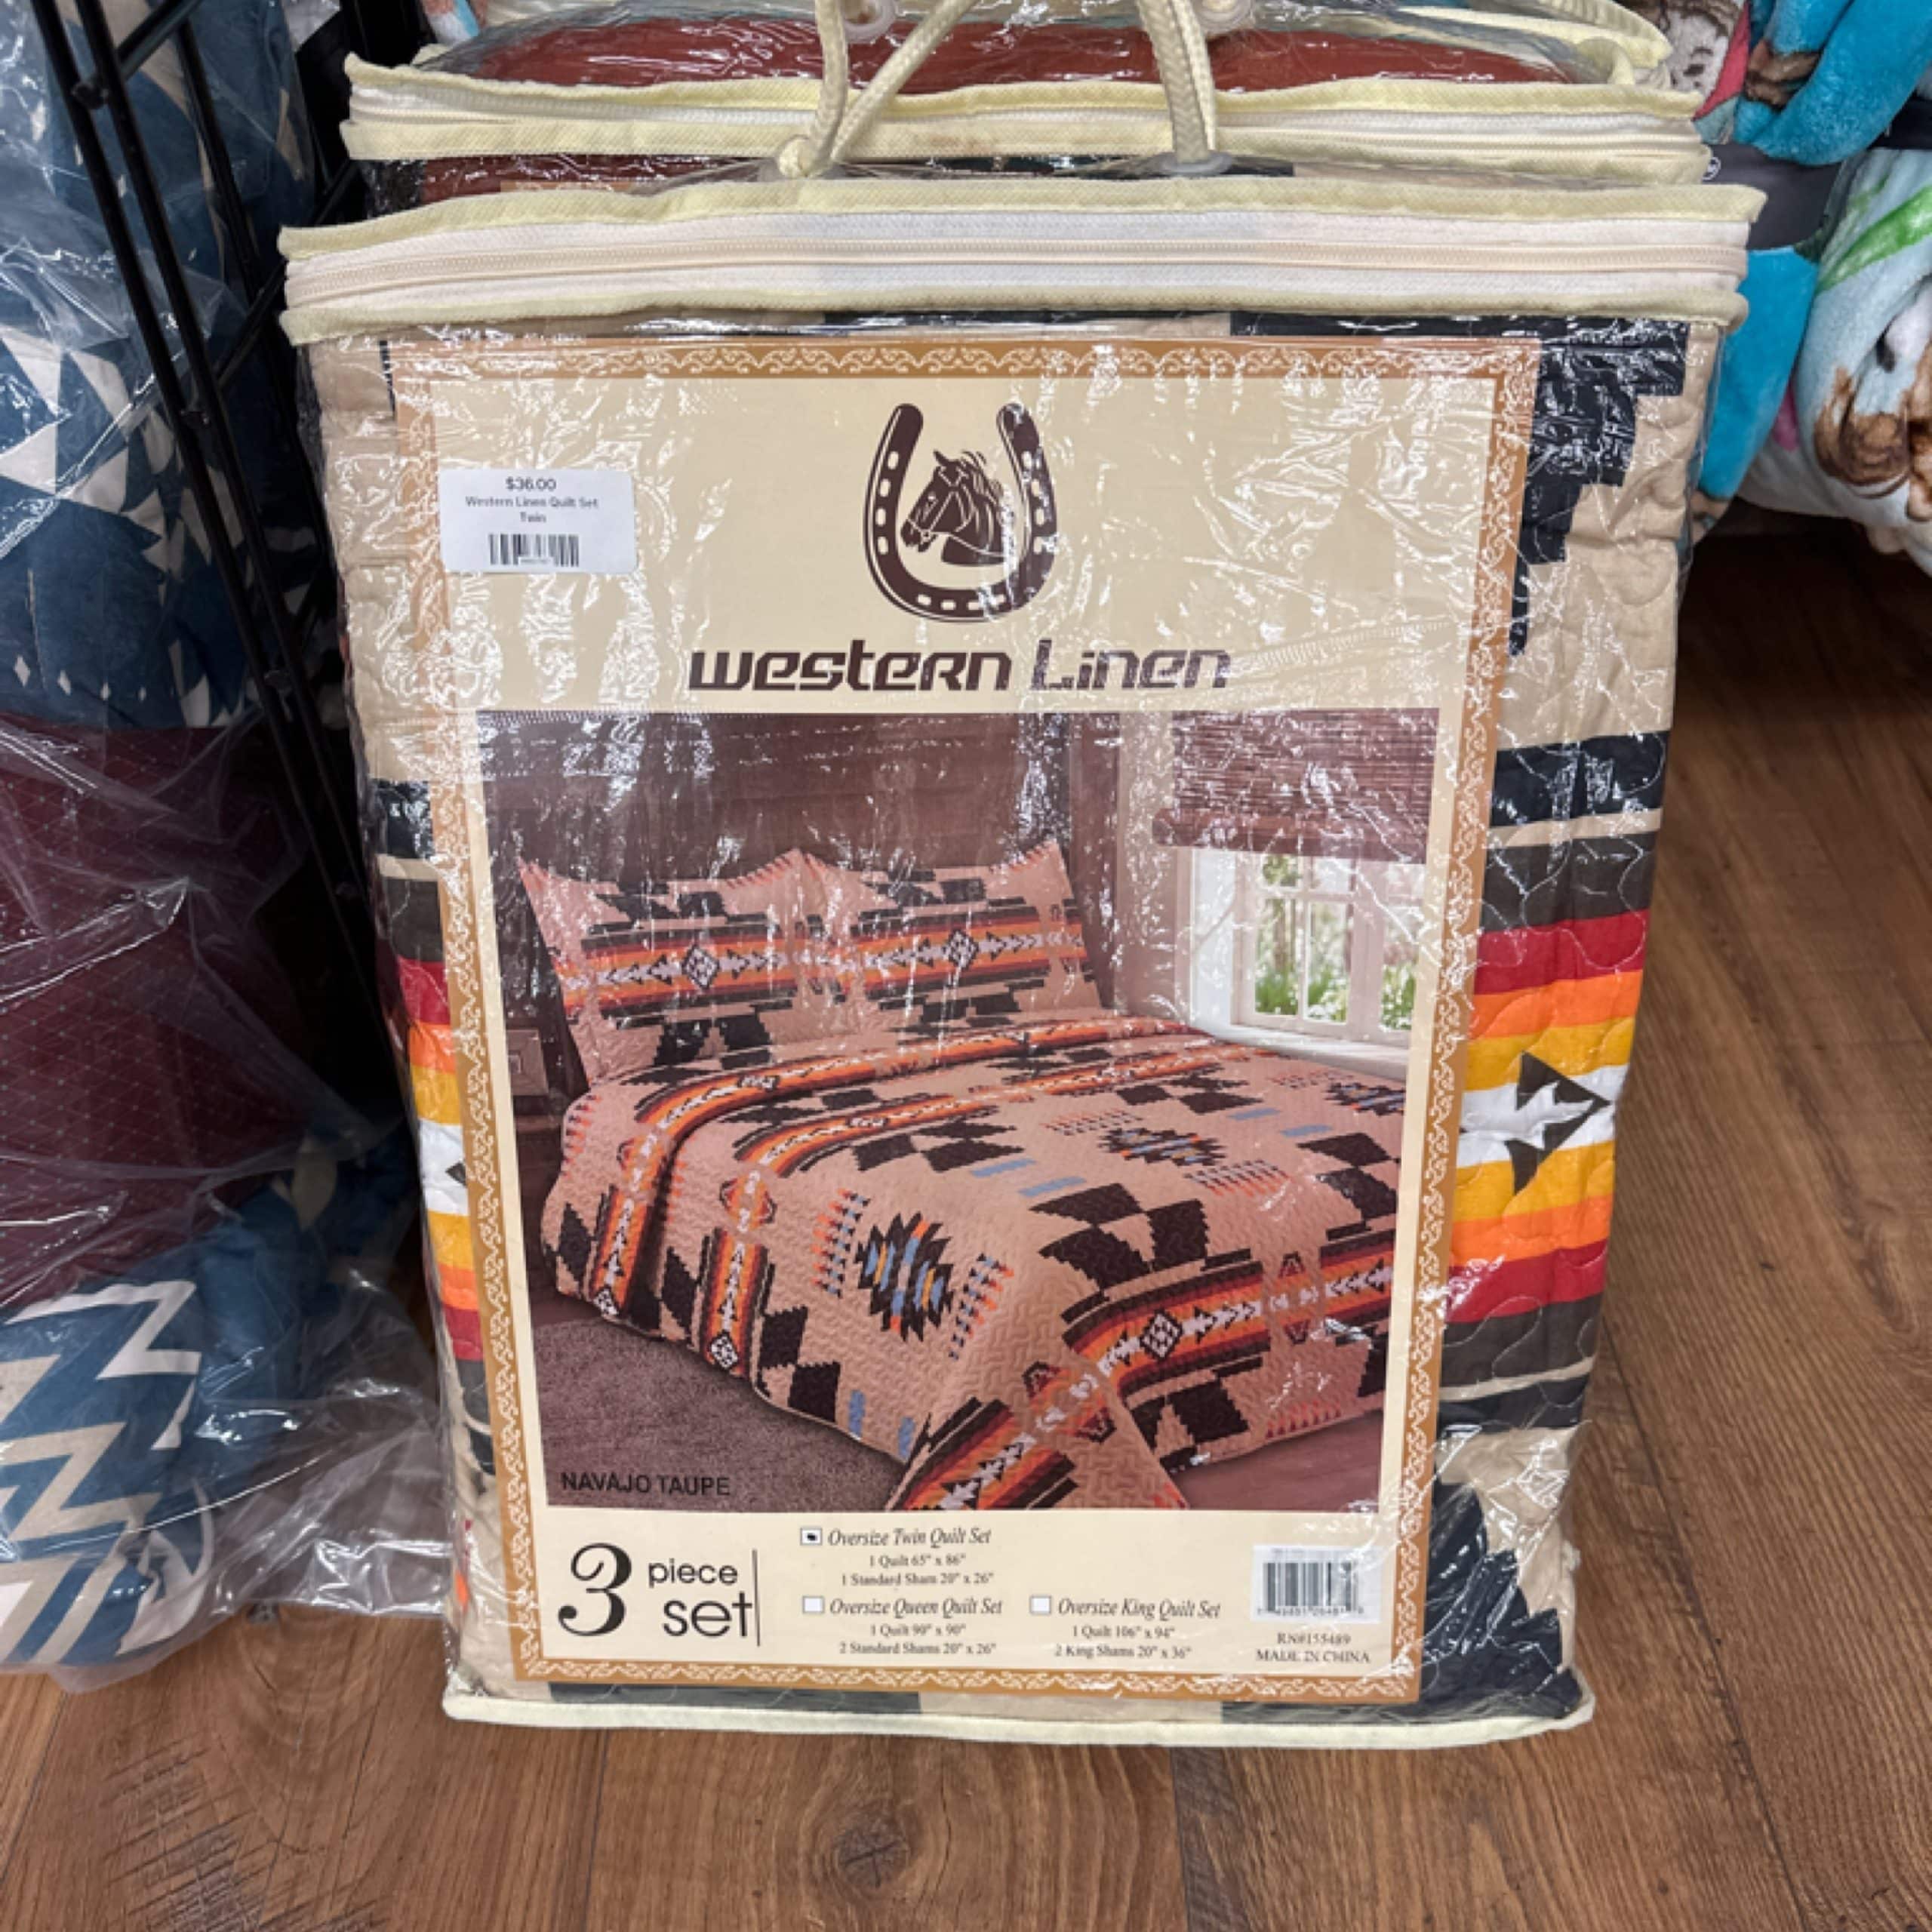 $36.00
Western Linen Quilt Set
Twin
western Linen
NAVAJO TAUPE
3 piece set
Oversize Twin Quilt Set
1 Quilt 65" x 86"
1 Standard Sham 20" x 26"
Oversize Queen Quilt Set
1 Quilt 90" x 90"
2 Standard Shams 20" x 26"
Oversize King Quilt Set
1 Quilt 106" x 94"
2 King Shams 20" x 36"
RN#155489
MADE IN CHINA